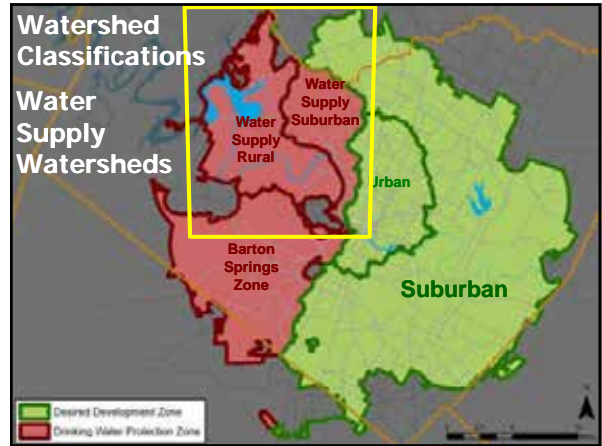 Watershed
Classifications
Water
Supply
Watersheds
Water
Supply
Suburban
Water
Supply
Rural
Urban
Barton
Springs
Zone
Suburban
Desired Development Zone
Drinking Water Protection Zone